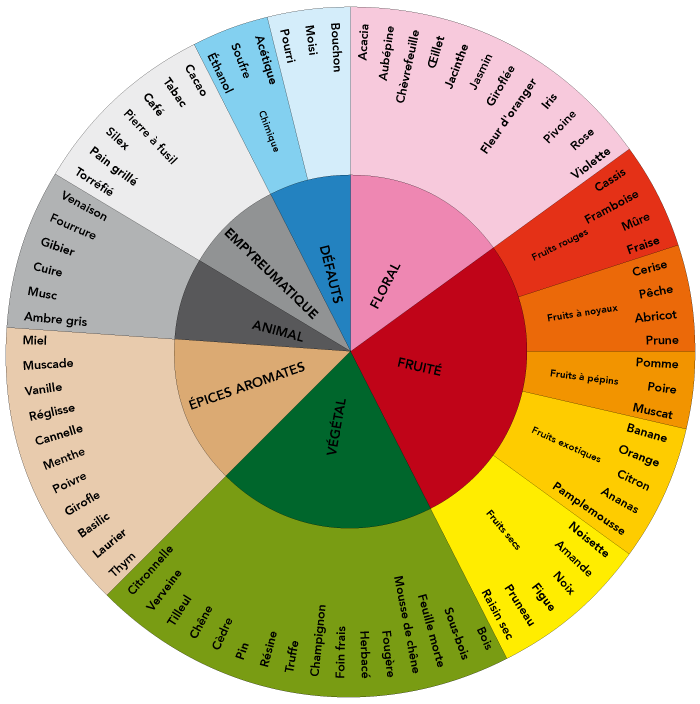 FLORAL
Acacia
Aubépine
Chèvrefeuille
Œillet
Jacinthe
Jasmin
Giroflée
Fleur d'oranger
Iris
Pivoine
Rose
Violette
FRUITÉ
Fruits rouges
Cassis
Framboise
Mûre
Fraise
Fruits à noyaux
Cerise
Pêche
Abricot
Prune
Fruits à pépins
Pomme
Poire
Muscat
Fruits exotiques
Banane
Orange
Citron
Ananas
Pamplemousse
Fruits secs
Noisette
Amande
Noix
Figue
Pruneau
Raisin sec
VÉGÉTAL
Bois
Sous-bois
Feuille morte
Mousse de chêne
Fougère
Herbacé
Foin frais
Champignon
Truffe
Résine
Pin
Cèdre
Chêne
Tilleul
Verveine
Citronnelle
ÉPICES AROMATES
Thym
Laurier
Basilic
Girofle
Poivre
Menthe
Cannelle
Réglisse
Vanille
Muscade
Miel
ANIMAL
Ambre gris
Musc
Cuire
Gibier
Fourrure
Venaison
EMPYREUMATIQUE
Torréfié
Pain grillé
Silex
Pierre à fusil
Café
Tabac
Cacao
DÉFAUTS
Chimique
Éthanol
Soufre
Acétique
Pourri
Moisi
Bouchon